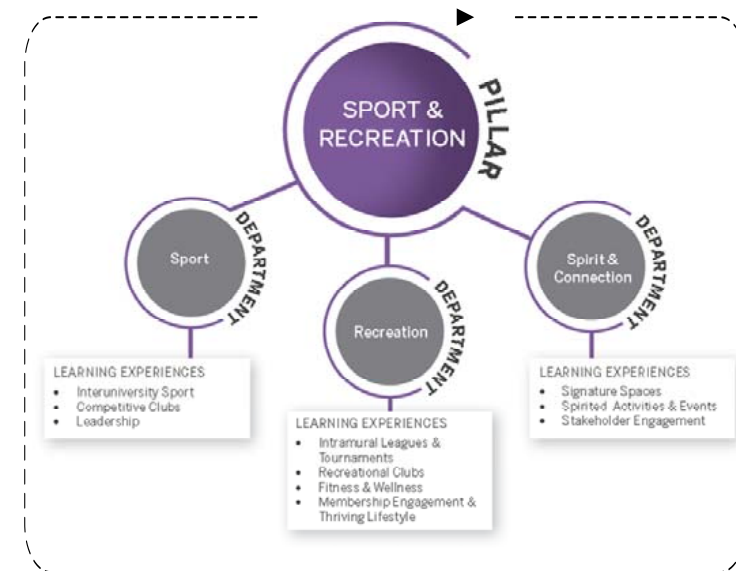 SPORT &
RECREATION
PILLAR
Sport
DEPARTMENT
Recreation
DEPARTMENT
Spirit &
Connection
DEPARTMENT
LEARNING EXPERIENCES
• Interuniversity Sport
• Competitive Clubs
• Leadership
LEARNING EXPERIENCES
• Intramural Leagues &
Tournaments
• Recreational Clubs
• Fitness & Wellness
• Membership Engagement &
Thriving Lifestyle
LEARNING EXPERIENCES
• Signature Spaces
• Spirited Activities & Events
• Stakeholder Engagement